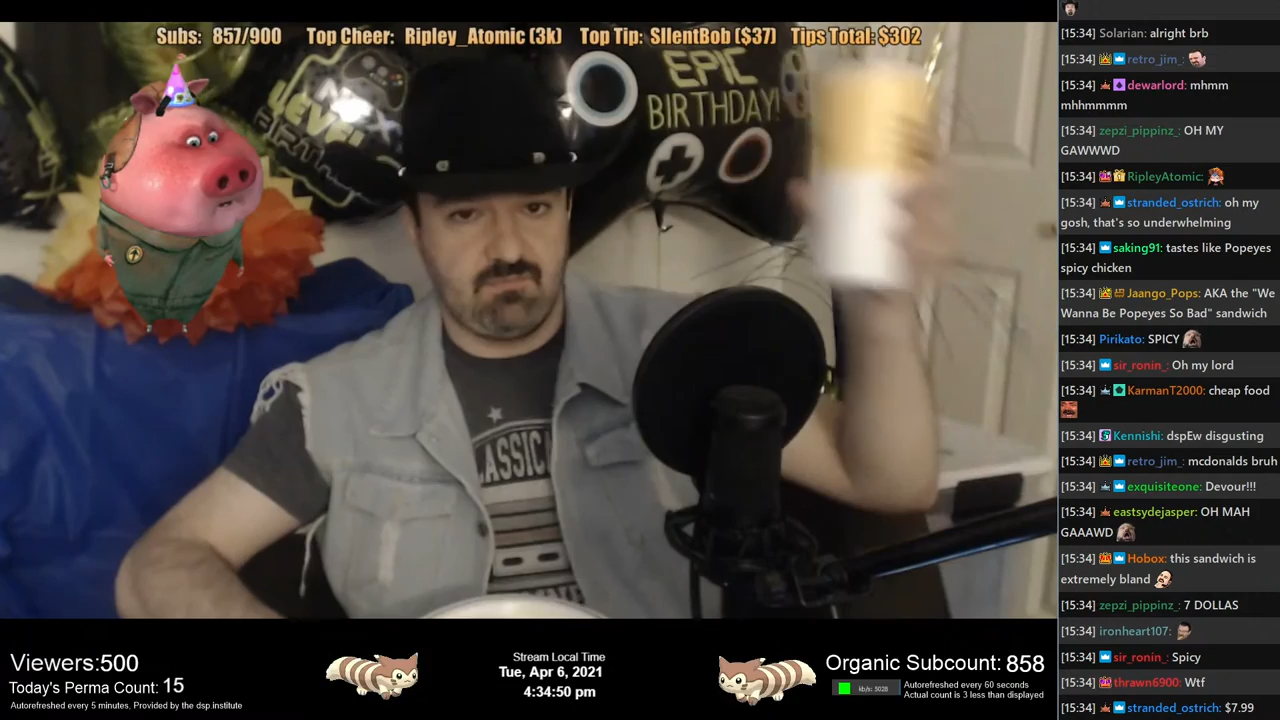 Subs: 857/900 Top Cheer: Ripley_Atomic (3k) Top Tip: SIlentBob ($37) Tips Total: $302
LEVEL
EPIC
BIRTHDAY!
CLASSIC
[15:34] Solarian: alright brb
[15:34] retro_jim_:
[15:34] dewarlord: mhmm
mhhmmmm
[15:34] zepzi_pippinz_: OH MY
GAWWWD
[15:34] RipleyAtomic:
[15:34] stranded_ostrich: oh my
gosh, that's so underwhelming
[15:34] saking91: tastes like Popeyes
spicy chicken
[15:34] Jaango_Pops: AKA the "We
Wanna Be Popeyes So Bad" sandwich
[15:34] Pirikato: SPICY
[15:34] sir_ronin_: Oh my lord
[15:34] KarmanT2000: cheap food
[15:34] Kennishi: dspEw disgusting
[15:34] retro_jim_: mcdonalds bruh
[15:34] exquisiteone: Devour!!!
[15:34] eastsydejasper: OH MAH
GAAAWD
[15:34] Hobox: this sandwich is
extremely bland
[15:34] zepzi_pippinz_: 7 DOLLAS
[15:34] ironheart107:
[15:34] sir_ronin_: Spicy
[15:34] thrawn6900: Wtf
[15:34] stranded_ostrich: $7.99
Viewers:500
Today's Perma Count: 15
Autorefreshed every 5 minutes, Provided by the dsp.institute
Stream Local Time
Tue, Apr 6, 2021
4:34:50 pm
Organic Subcount: 858
kb/s: 5028
Autorefreshed every 60 seconds
Actual count is 3 less than displayed